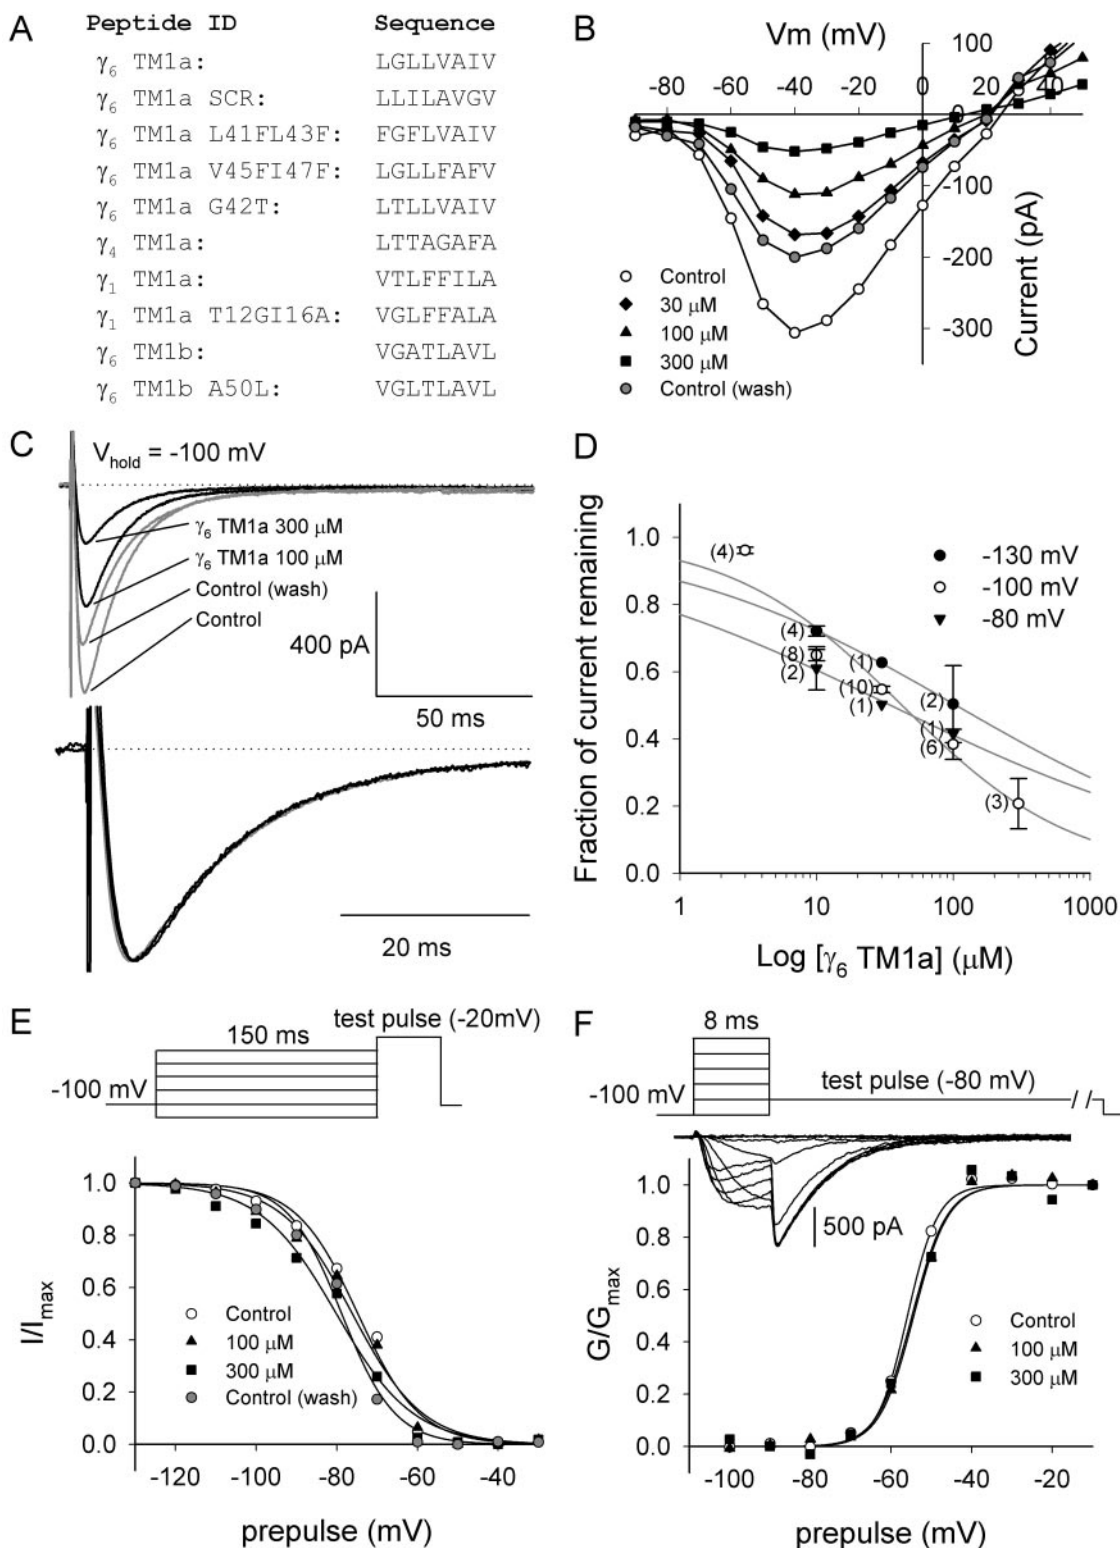 A
Peptide ID Sequence
γ6 TM1a: LGLLVAIV
γ6 TM1a SCR: LLILAVGV
γ6 TM1a L41FL43F: FGFLVAIV
γ6 TM1a V45FI47F: LGLLFAFV
γ6 TM1a G42T: LTLLVAIV
γ4 TM1a: LTTAGAFA
γ1 TM1a: VTLFFILA
γ1 TM1a T12GI16A: VGLFFALA
γ6 TM1b: VGATLAVL
γ6 TM1b A50L: VGLTLAVL
B
Vm (mV)
-80 -60 -40 -20 0 20 40
100
0
-100
-200
-300
Current (pA)
Control
30 μM
100 μM
300 μM
Control (wash)
C
Vhold = -100 mV
γ6 TM1a 300 μM
γ6 TM1a 100 μM
Control (wash)
Control
400 pA
50 ms
20 ms
D
Fraction of current remaining
1.0
0.8
0.6
0.4
0.2
0.0
(4)
(4)
(8)
(2)
(1)
(10)
(1)
(2)
(1)
(6)
(3)
-130 mV
-100 mV
-80 mV
1 10 100 1000
Log [γ6 TM1a] (μM)
E
150 ms
test pulse (-20mV)
-100 mV
I/Imax
1.0
0.8
0.6
0.4
0.2
0.0
Control
100 μM
300 μM
Control (wash)
-120 -100 -80 -60 -40
prepulse (mV)
F
8 ms
-100 mV
test pulse (-80 mV)
500 pA
G/Gmax
1.0
0.8
0.6
0.4
0.2
0.0
Control
100 μM
300 μM
-100 -80 -60 -40 -20
prepulse (mV)